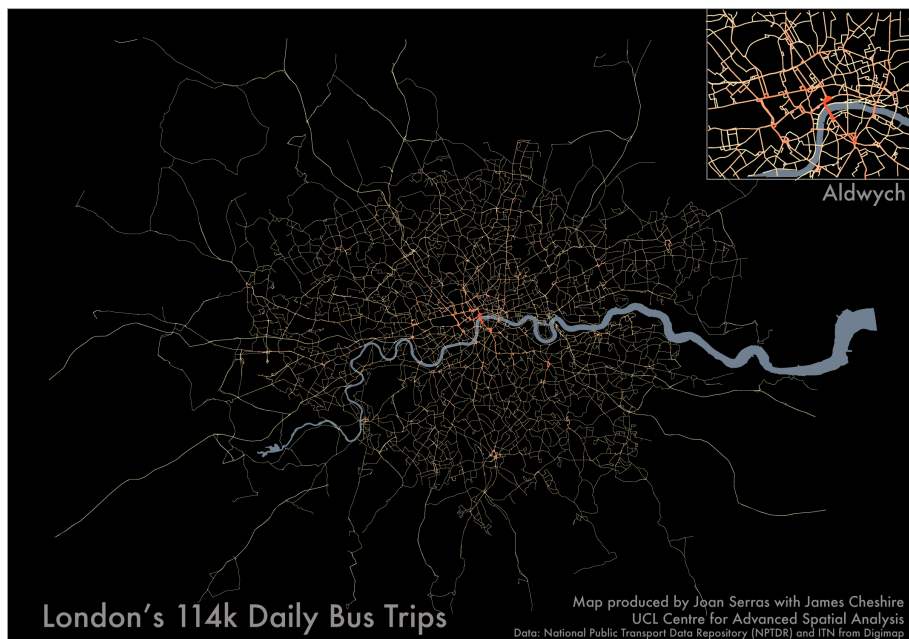 Aldwych
London's 114k Daily Bus Trips
Map produced by Joan Serras with James Cheshire
UCL Centre for Advanced Spatial Analysis
Data: National Public Transport Data Repository (NPTDR) and ITN from Digimap